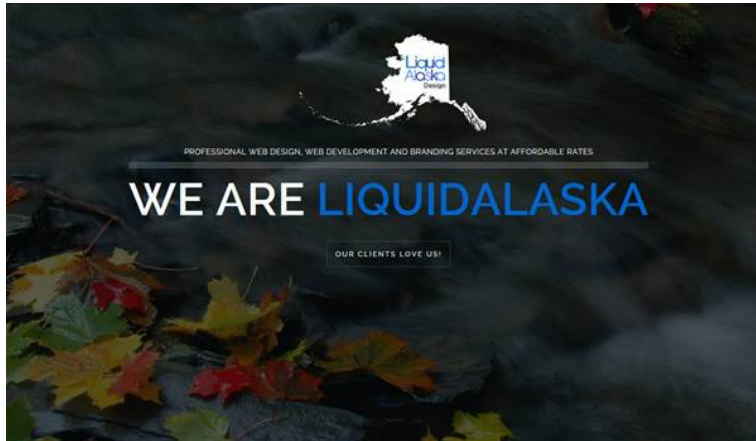 Liquid
Alaska
Design
PROFESSIONAL WEB DESIGN, WEB DEVELOPMENT AND BRANDING SERVICES AT AFFORDABLE RATES
WE ARE LIQUIDALASKA
OUR CLIENTS LOVE US!